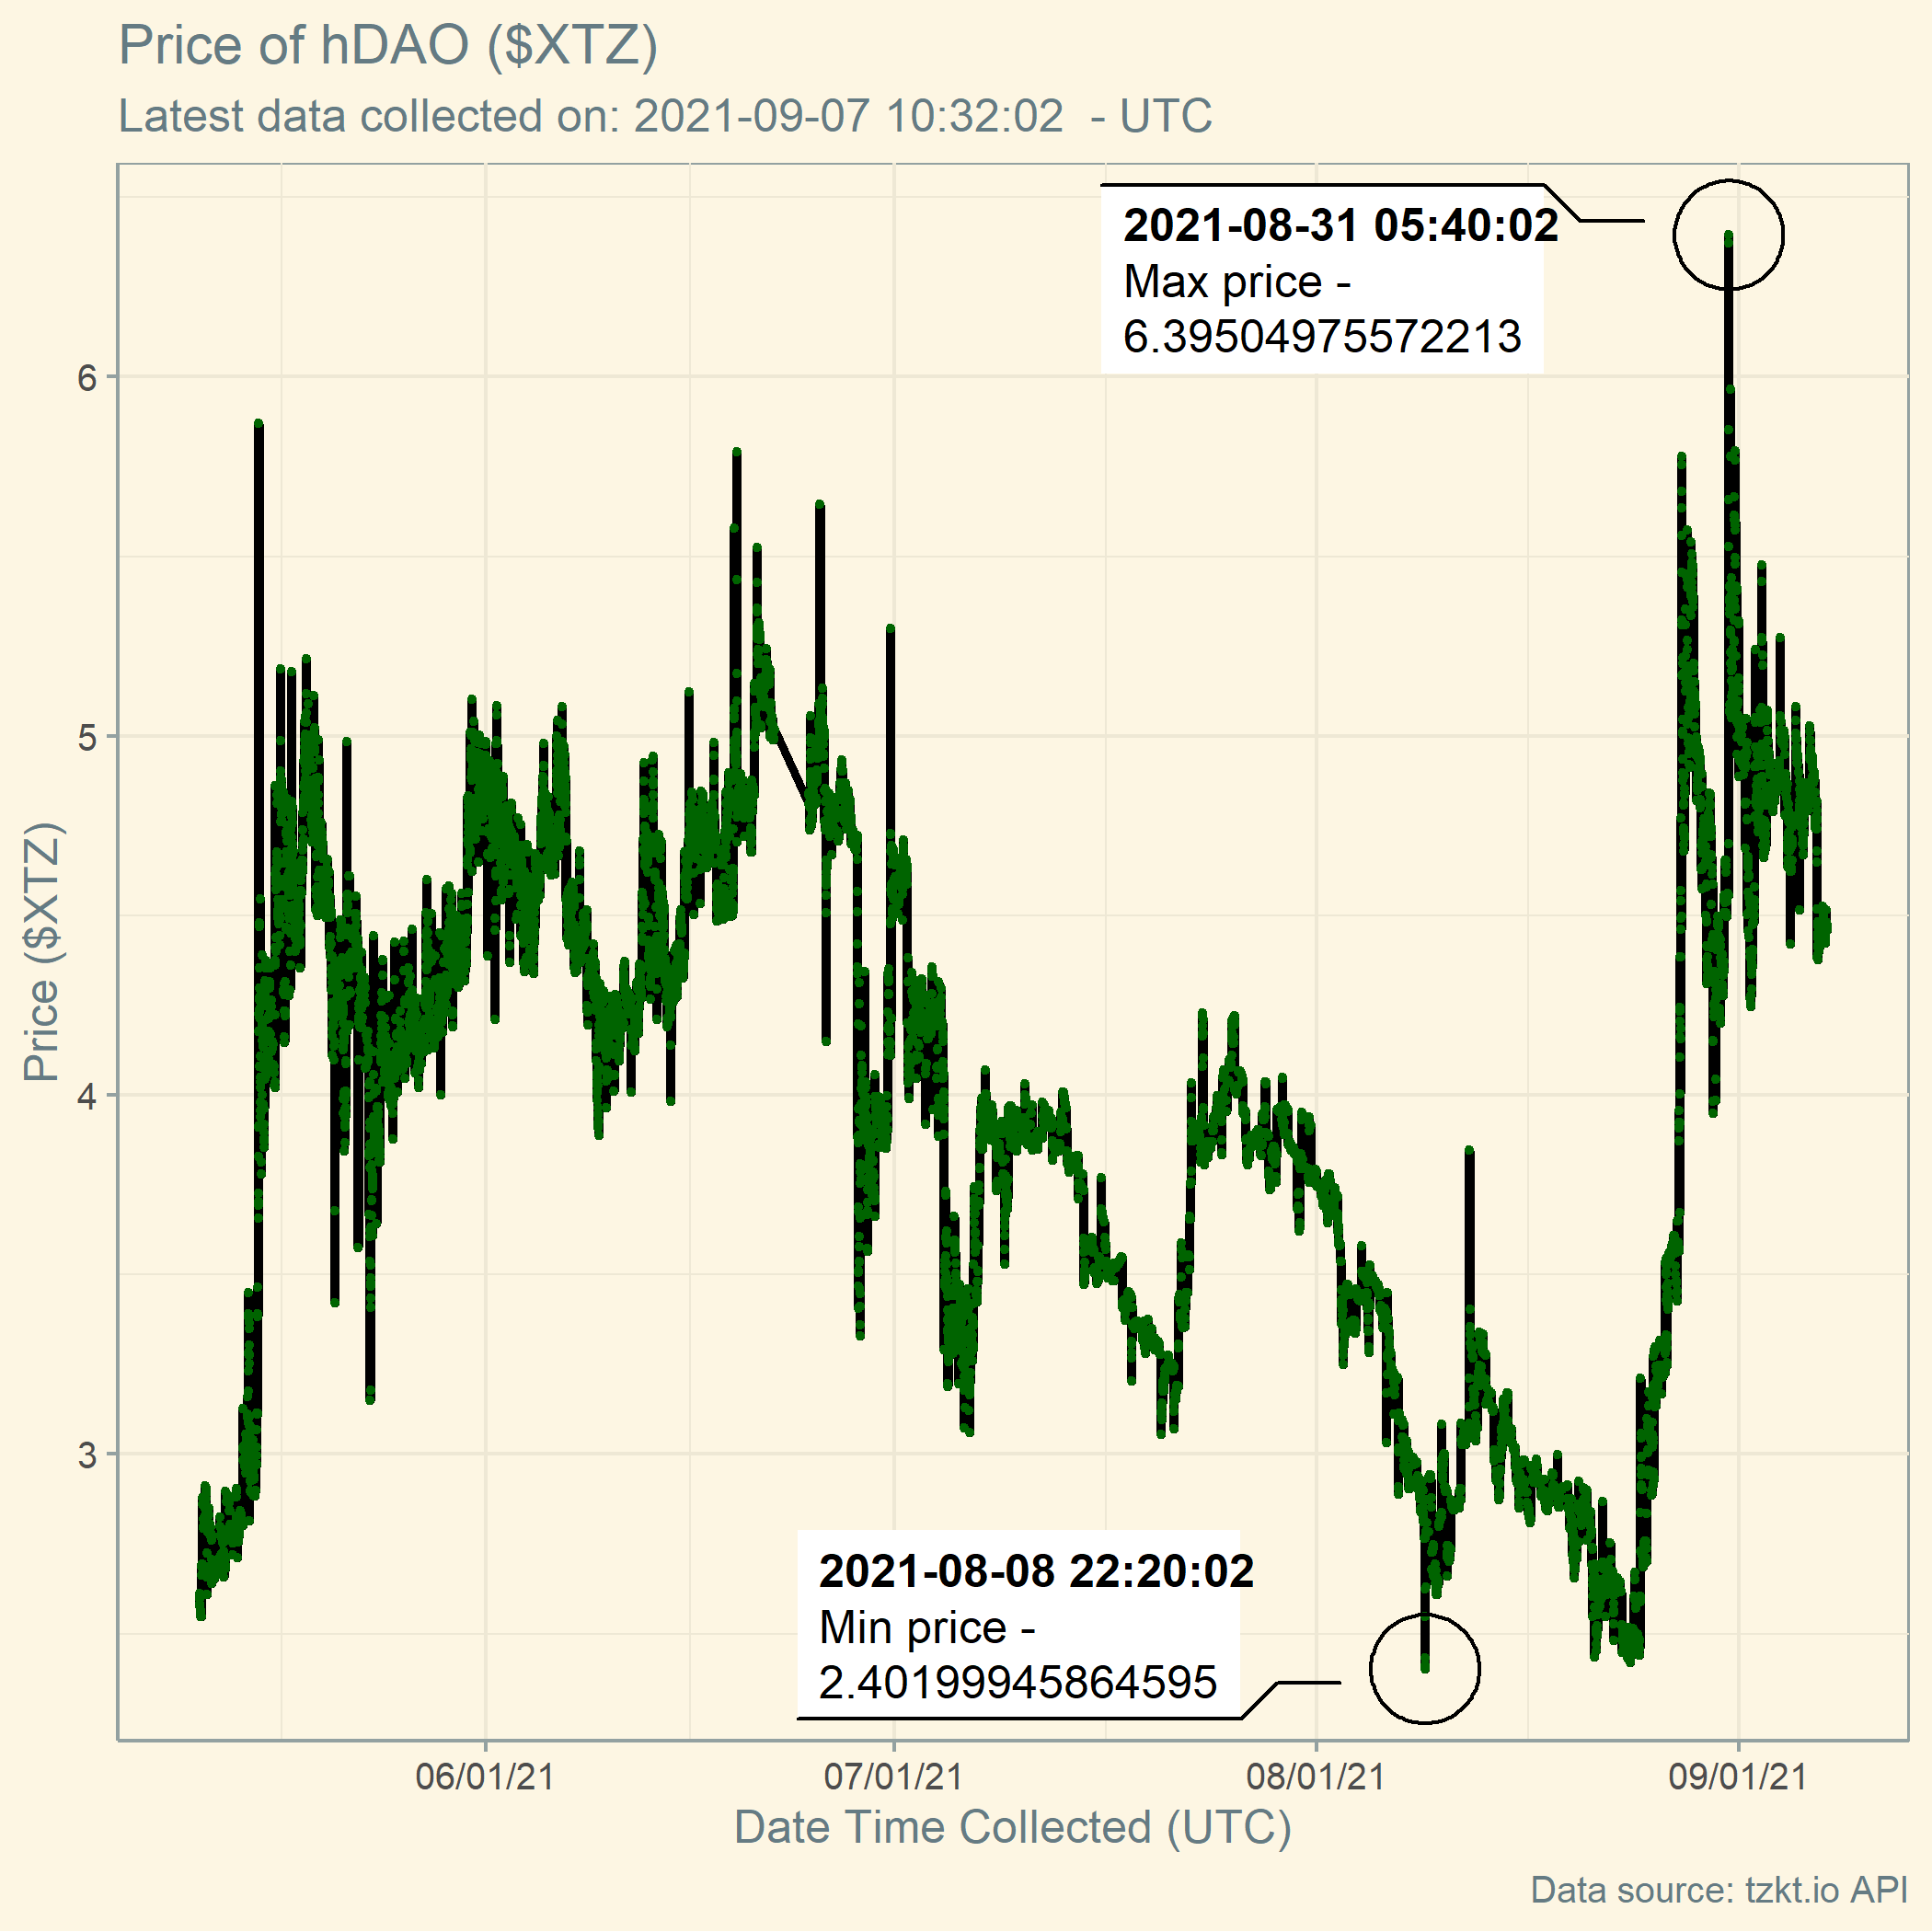 Price of hDAO ($XTZ)
Latest data collected on: 2021-09-07 10:32:02  - UTC
2021-08-31 05:40:02
Max price -
6.39504975572213
6
5
4
3
Price ($XTZ)
2021-08-08 22:20:02
Min price -
2.40199945864595
06/01/21
07/01/21
08/01/21
09/01/21
Date Time Collected (UTC)
Data source: tzkt.io API